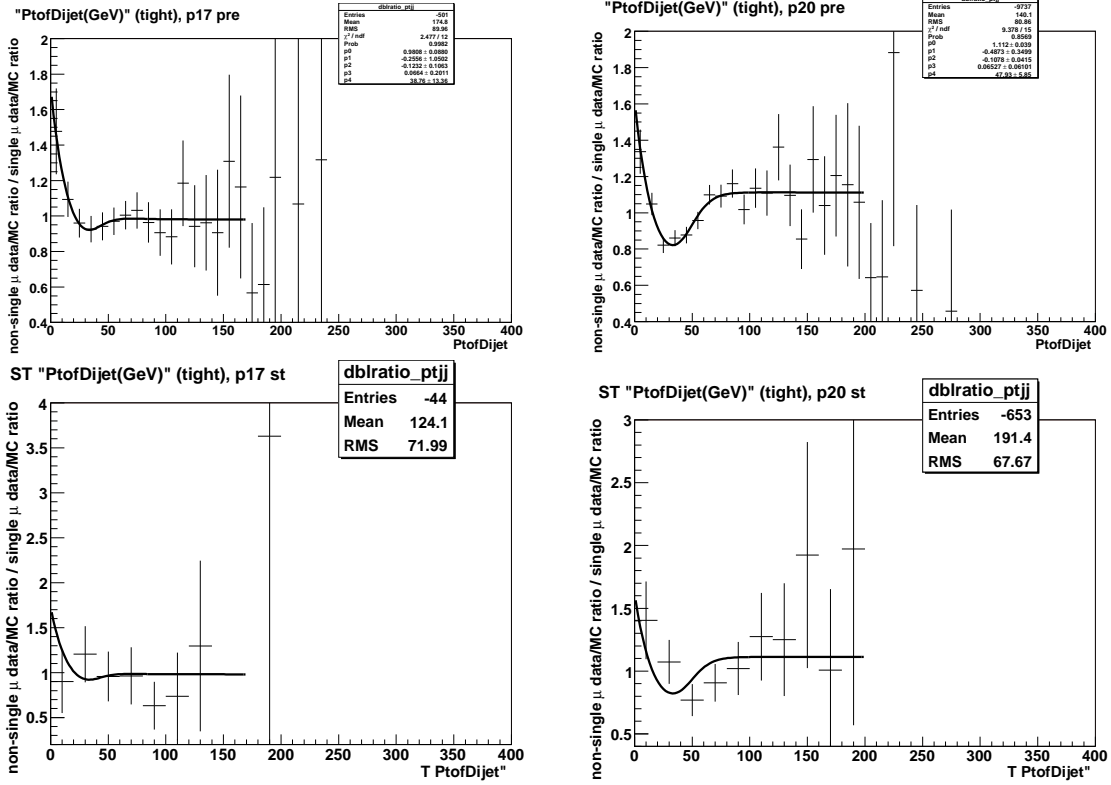 "PtofDijet(GeV)" (tight), p17 pre
dblratio_ptjj
Entries -501
Mean 174.8
RMS 89.96
χ² / ndf 2.477 / 12
Prob 0.9982
p0 0.9808 ± 0.0880
p1 -0.2556 ± 1.0502
p2 -0.1232 ± 0.1063
p3 0.0664 ± 0.2011
p4 38.76 ± 13.36
non-single μ data/MC ratio / single μ data/MC ratio
2
1.8
1.6
1.4
1.2
1
0.8
0.6
0.4
0 50 100 150 200 250 300 350 400
PtofDijet
"PtofDijet(GeV)" (tight), p20 pre
Entries -9737
Mean 140.1
RMS 80.86
χ² / ndf 9.378 / 15
Prob 0.8569
p0 1.112 ± 0.039
p1 -0.4873 ± 0.3499
p2 -0.1078 ± 0.0415
p3 0.06527 ± 0.06101
p4 47.93 ± 5.85
non-single μ data/MC ratio / single μ data/MC ratio
2
1.8
1.6
1.4
1.2
1
0.8
0.6
0.4
0 50 100 150 200 250 300 350 400
PtofDijet
ST "PtofDijet(GeV)" (tight), p17 st
dblratio_ptjj
Entries -44
Mean 124.1
RMS 71.99
non-single μ data/MC ratio / single μ data/MC ratio
4
3.5
3
2.5
2
1.5
1
0.5
0 50 100 150 200 250 300 350 400
T PtofDijet"
ST "PtofDijet(GeV)" (tight), p20 st
dblratio_ptjj
Entries -653
Mean 191.4
RMS 67.67
non-single μ data/MC ratio / single μ data/MC ratio
3
2.5
2
1.5
1
0.5
0 50 100 150 200 250 300 350 400
T PtofDijet"